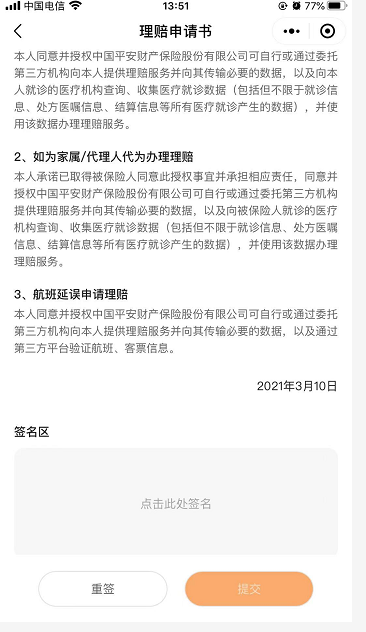 中国电信
13:51
77%
理赔申请书
本人同意并授权中国平安财产保险股份有限公司可自行或通过委托
第三方机构向本人提供理赔服务并向其传输必要的数据，以及向本
人就诊的医疗机构查询、收集医疗就诊数据（包括但不限于就诊信
息、处方医嘱信息、结算信息等所有医疗就诊产生的数据），并使
用该数据办理理赔服务。
2、如为家属/代理人代为办理理赔
本人承诺已取得被保险人同意此授权事宜并承担相应责任，同意并
授权中国平安财产保险股份有限公司可自行或通过委托第三方机构
提供理赔服务并向其传输必要的数据，以及向被保险人就诊的医疗
机构查询、收集医疗就诊数据（包括但不限于就诊信息、处方医嘱
信息、结算信息等所有医疗就诊产生的数据），并使用该数据办理
理赔服务。
3、航班延误申请理赔
本人同意并授权中国平安财产保险股份有限公司可自行或通过委托
第三方机构向本人提供理赔服务并向其传输必要的数据，以及通过
第三方平台验证航班、客票信息。
2021年3月10日
签名区
点击此处签名
重签
提交